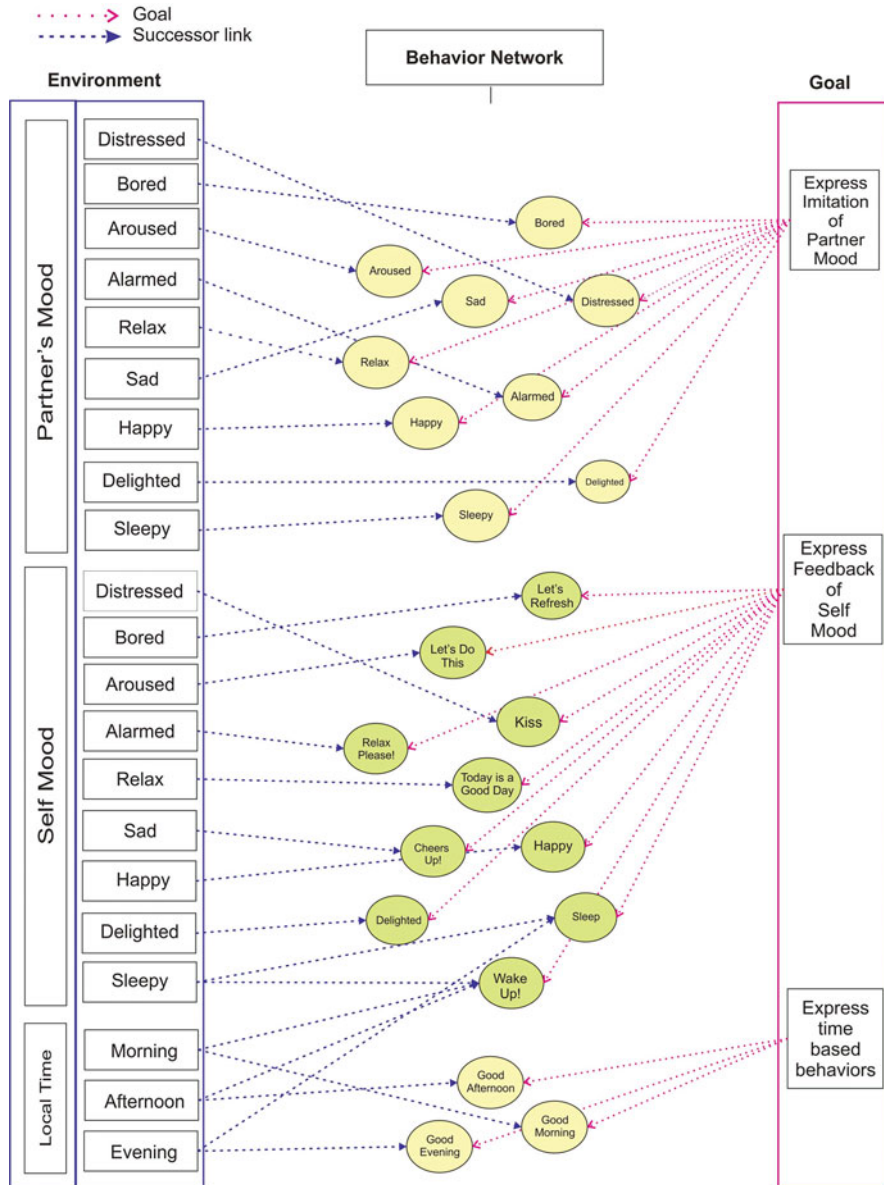 Goal
Successor link
Behavior Network
Environment
Goal
Partner's Mood
Distressed
Bored
Aroused
Alarmed
Relax
Sad
Happy
Delighted
Sleepy
Self Mood
Distressed
Bored
Aroused
Alarmed
Relax
Sad
Happy
Delighted
Sleepy
Local Time
Morning
Afternoon
Evening
Bored
Aroused
Sad
Distressed
Relax
Alarmed
Happy
Delighted
Sleepy
Let's
Refresh
Let's Do
This
Kiss
Relax
Please!
Today is a
Good Day
Cheers
Up!
Happy
Delighted
Sleep
Wake
Up!
Good
Afternoon
Good
Morning
Good
Evening
Express
Imitation
of
Partner
Mood
Express
Feedback
of
Self
Mood
Express
time
based
behaviors